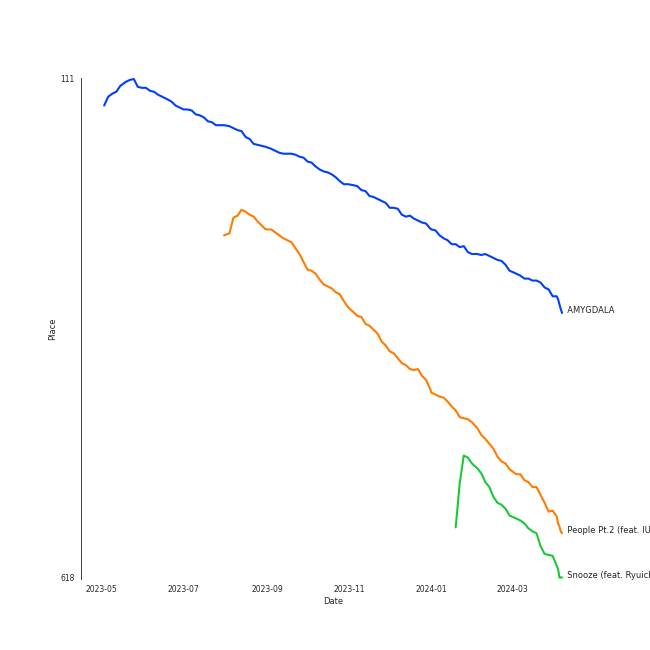 111
AMYGDALA
Place
People Pt.2 (feat. IU
Snooze (feat. Ryuic
618
2023-05 2023-07 2023-09 2023-11 2024-01 2024-03
Date